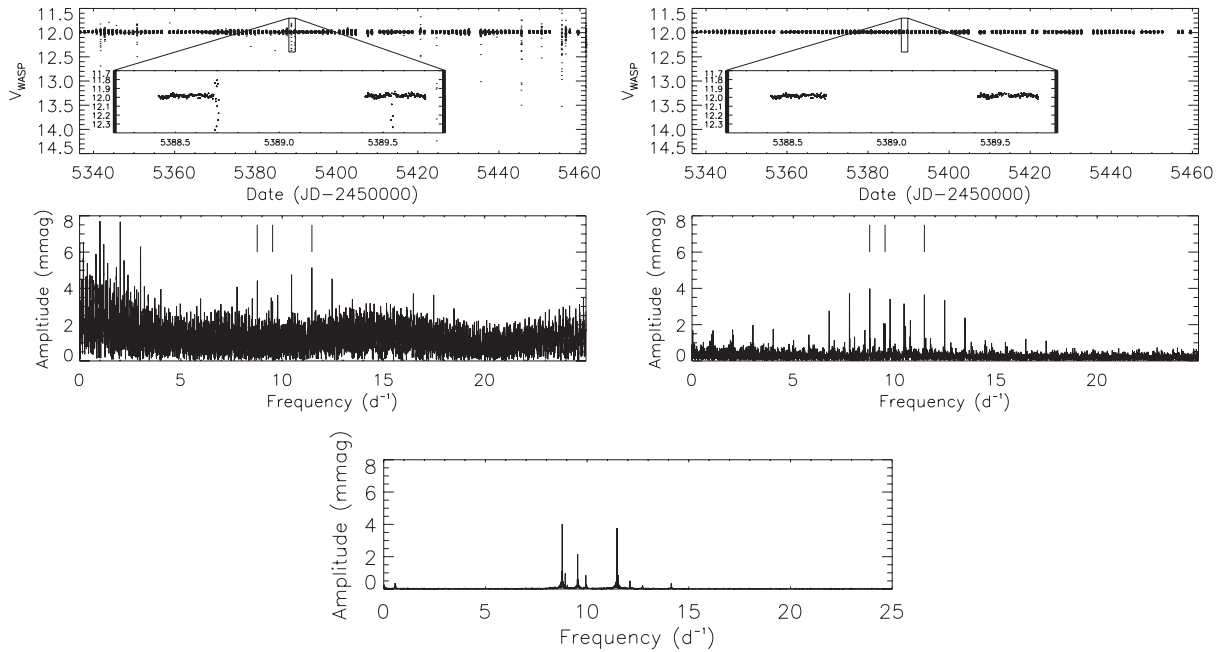 V_WASP
11.5
12.0
12.5
13.0
13.5
14.0
14.5
11.7
11.8
11.9
12.0
12.1
12.2
12.3
5388.5 5389.0 5389.5
5340 5360 5380 5400 5420 5440 5460
Date (JD−2450000)
V_WASP
11.5
12.0
12.5
13.0
13.5
14.0
14.5
11.7
11.8
11.9
12.0
12.1
12.2
12.3
5388.5 5389.0 5389.5
5340 5360 5380 5400 5420 5440 5460
Date (JD−2450000)
Ampltiude (mmag)
8
6
4
2
0
0 5 10 15 20
Frequency (d⁻¹)
Ampltiude (mmag)
8
6
4
2
0
0 5 10 15 20
Frequency (d⁻¹)
Amplitude (mmag)
8
6
4
2
0
0 5 10 15 20 25
Frequency (d⁻¹)